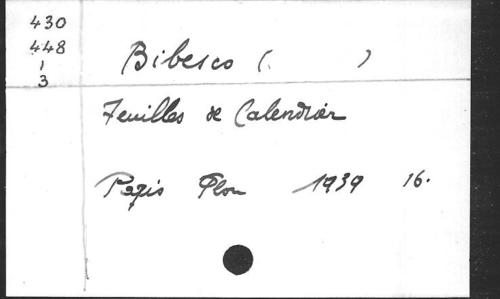 430
448
1
3
Bibesco ( )
Feuilles de Calendrier
Paris Plon 1939 16.